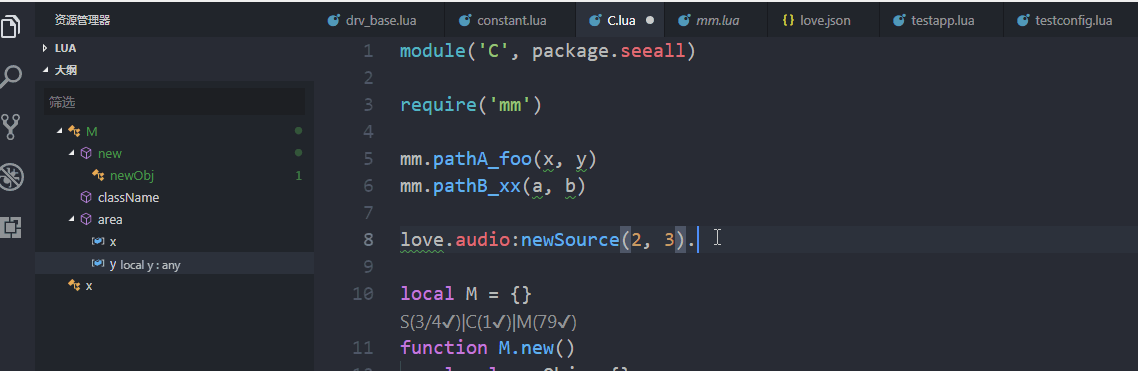 资源管理器
drv_base.lua constant.lua C.lua mm.lua love.json testapp.lua testconfig.lua
LUA
大纲
筛选
M
new
newObj 1
className
area
x
y local y : any
x
1 module('C', package.seeall)
2
3 require('mm')
4
5 mm.pathA_foo(x, y)
6 mm.pathB_xx(a, b)
7
8 love.audio:newSource(2, 3).
9
10 local M = {}
S(3/4✔)|C(1✔)|M(79✔)
11 function M.new()